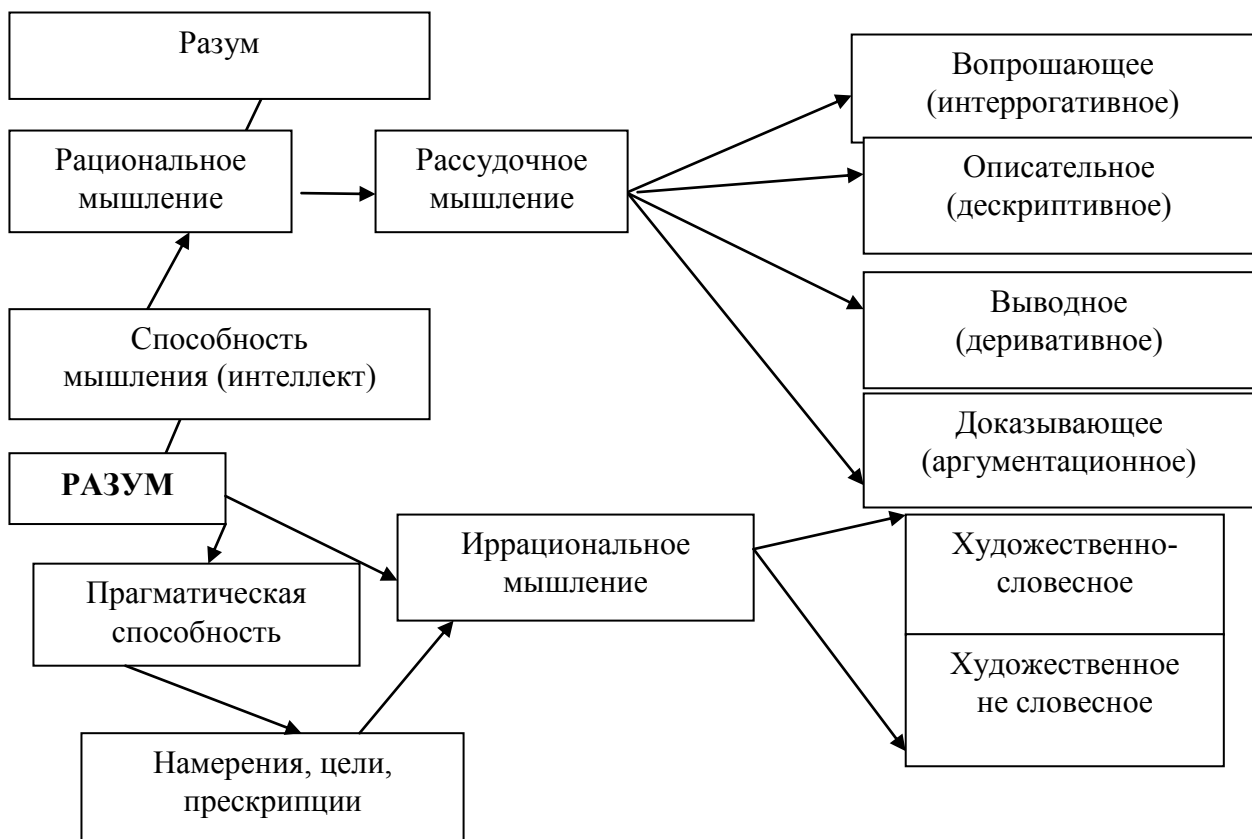 Разум
Вопрошающее
(интеррогативное)
Рациональное
мышление
Рассудочное
мышление
Описательное
(дескриптивное)
Выводное
(деривативное)
Способность
мышления (интеллект)
Доказывающее
(аргументационное)
РАЗУМ
Иррациональное
мышление
Художественно-
словесное
Прагматическая
способность
Художественное
не словесное
Намерения, цели,
прескрипции